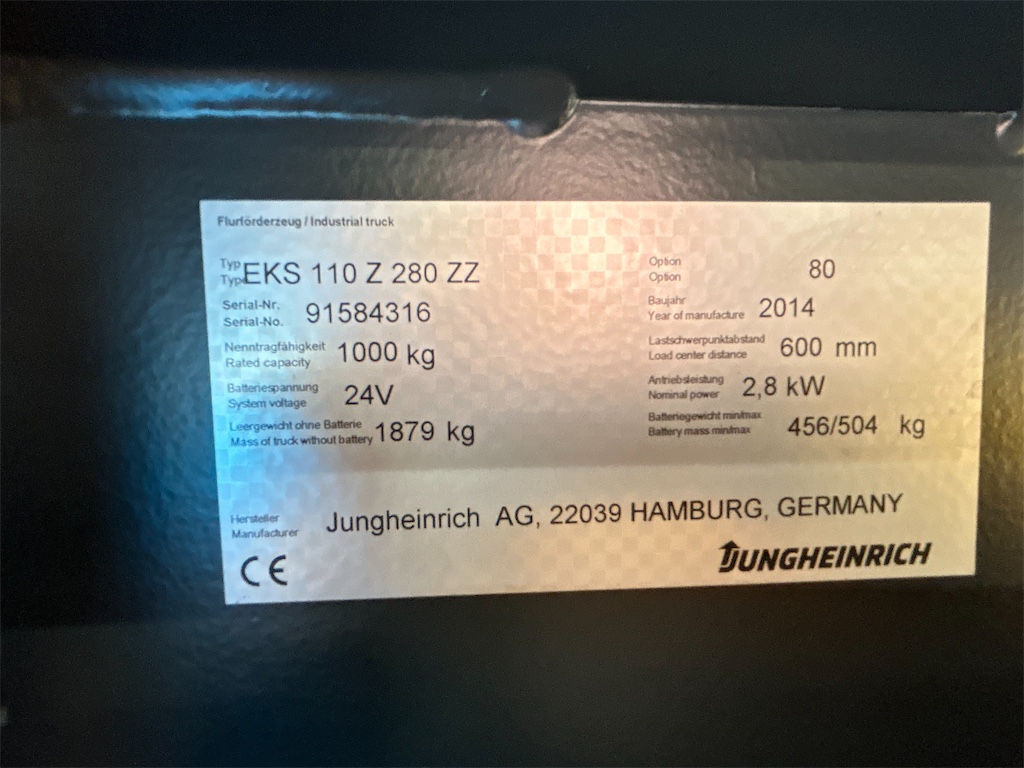 Flurförderzeug / Industrial truck
Typ
Type EKS 110 Z 280 ZZ
Option
Option 80
Serial-Nr.
Serial-No. 91584316
Baujahr
Year of manufacture 2014
Nenntragfähigkeit
Rated capacity 1000 kg
Lastschwerpunktabstand
Load center distance 600 mm
Batteriespannung
System voltage 24V
Antriebsleistung
Nominal power 2,8 kW
Leergewicht ohne Batterie
Mass of truck without battery 1879 kg
Batteriegewicht min/max
Battery mass min/max 456/504 kg
Hersteller
Manufacturer Jungheinrich AG, 22039 HAMBURG, GERMANY
CE
JUNGHEINRICH